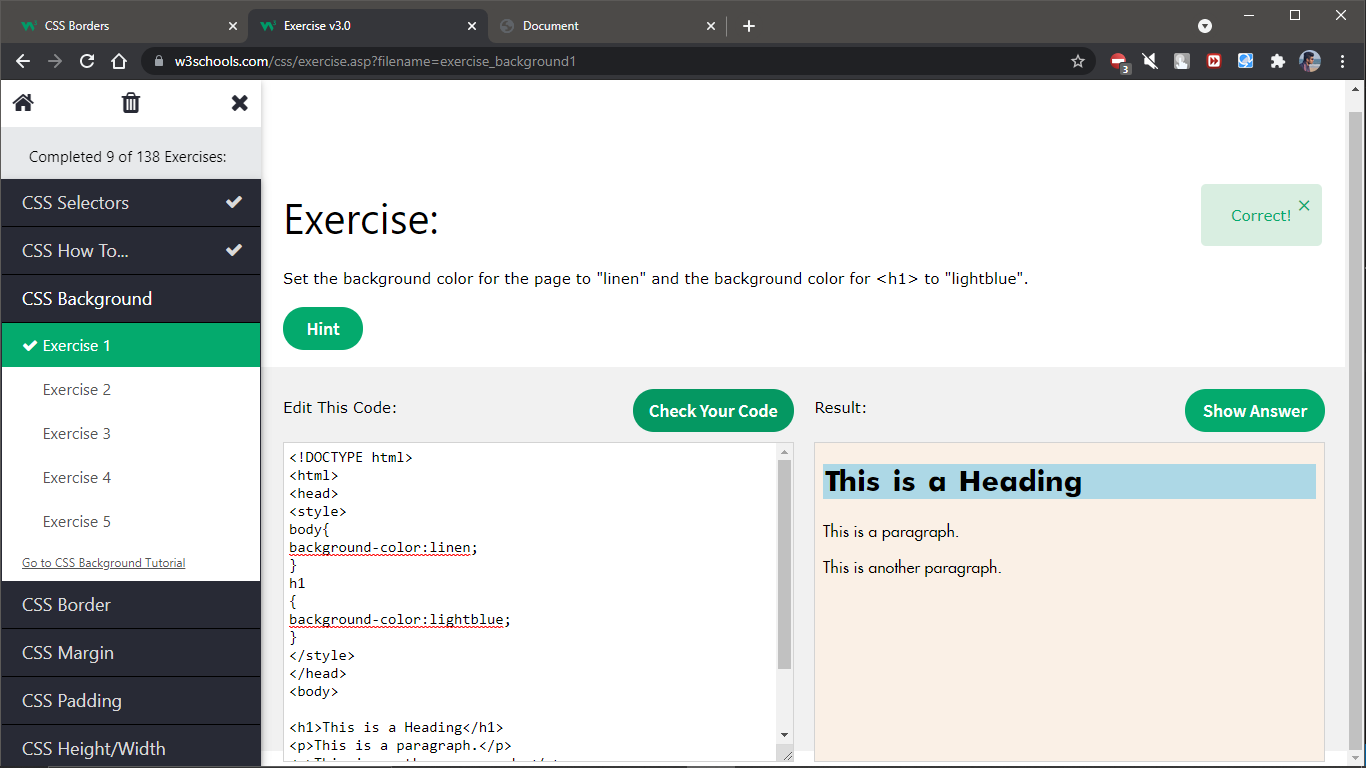 CSS Borders
Exercise v3.0
Document
w3schools.com/css/exercise.asp?filename=exercise_background1
3
Completed 9 of 138 Exercises:
CSS Selectors
CSS How To...
CSS Background
Exercise 1
Exercise 2
Exercise 3
Exercise 4
Exercise 5
Go to CSS Background Tutorial
CSS Border
CSS Margin
CSS Padding
CSS Height/Width
Exercise:
Correct!
Set the background color for the page to "linen" and the background color for <h1> to "lightblue".
Hint
Edit This Code:
Check Your Code
<!DOCTYPE html>
<html>
<head>
<style>
body{
background-color:linen;
}
h1
{
background-color:lightblue;
}
</style>
</head>
<body>
<h1>This is a Heading</h1>
<p>This is a paragraph.</p>
Result:
Show Answer
This is a Heading
This is a paragraph.
This is another paragraph.